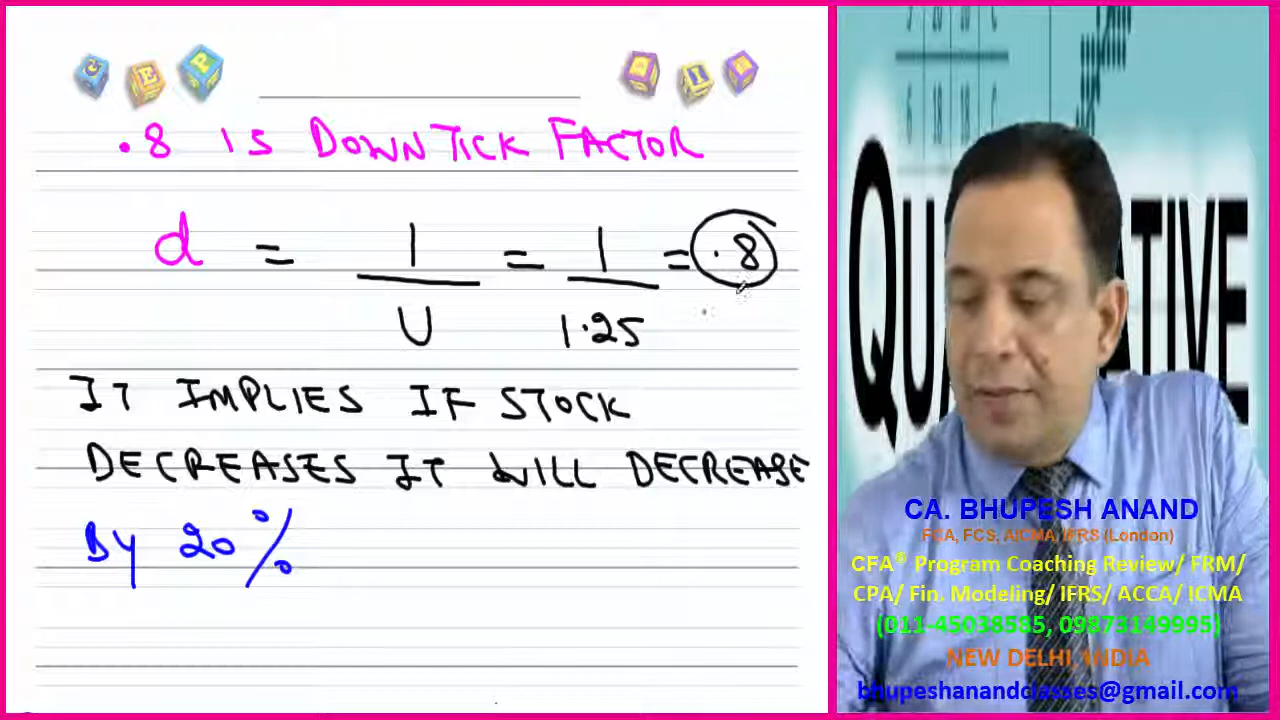 .8 IS DOWNTICK FACTOR
d = 1/U = 1/1.25 = .8
IT IMPLIES IF STOCK
DECREASES IT WILL DECREASE
By 20%
QUANTITATIVE
CA. BHUPESH ANAND
FCA, FCS, AICMA, IFRS (London)
CFA® Program Coaching Review/ FRM/
CPA/ Fin. Modeling/ IFRS/ ACCA/ ICMA
(011-45038585, 09873149995)
NEW DELHI, INDIA
bhupeshanandclasses@gmail.com